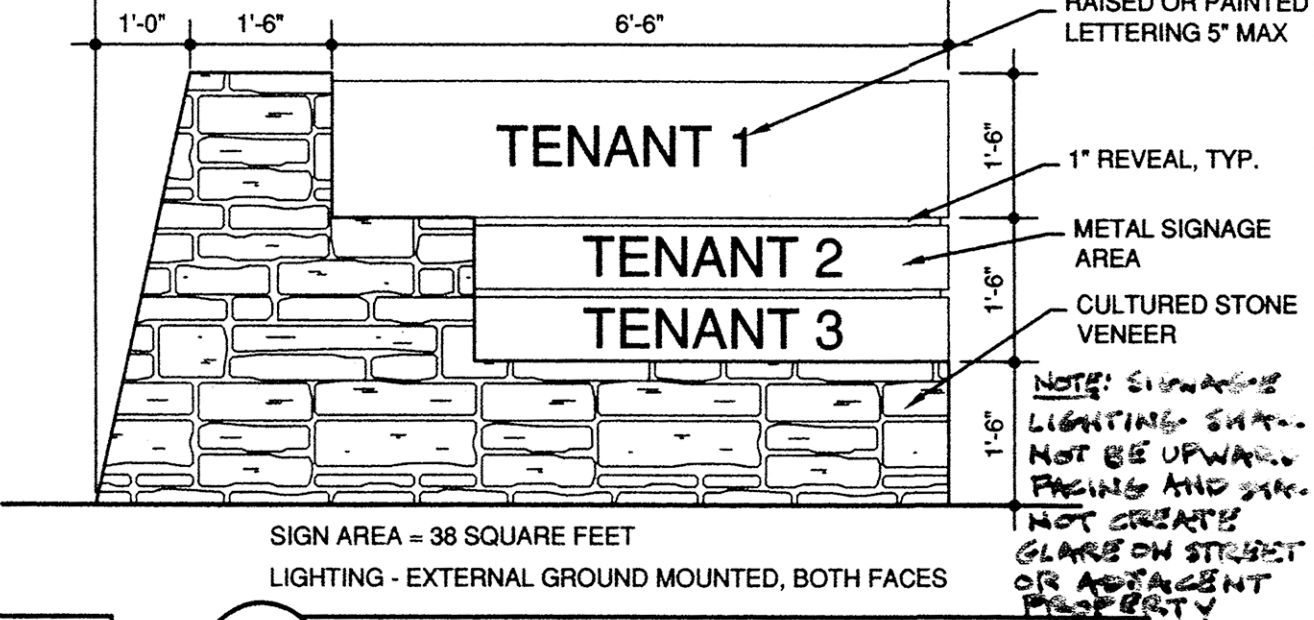 1'-0"
1'-6"
6'-6"
RAISED OR PAINTED
LETTERING 5" MAX
TENANT 1
1'-6"
1" REVEAL, TYP.
TENANT 2
METAL SIGNAGE
AREA
1'-6"
TENANT 3
CULTURED STONE
VENEER
1'-6"
NOTE: SIGNAGE
LIGHTING
NOT BE
FACING AND
NOT CREATE
GLARE ON STREET
OR ADJACENT
PROPERTY
SIGN AREA = 38 SQUARE FEET
LIGHTING - EXTERNAL GROUND MOUNTED, BOTH FACES